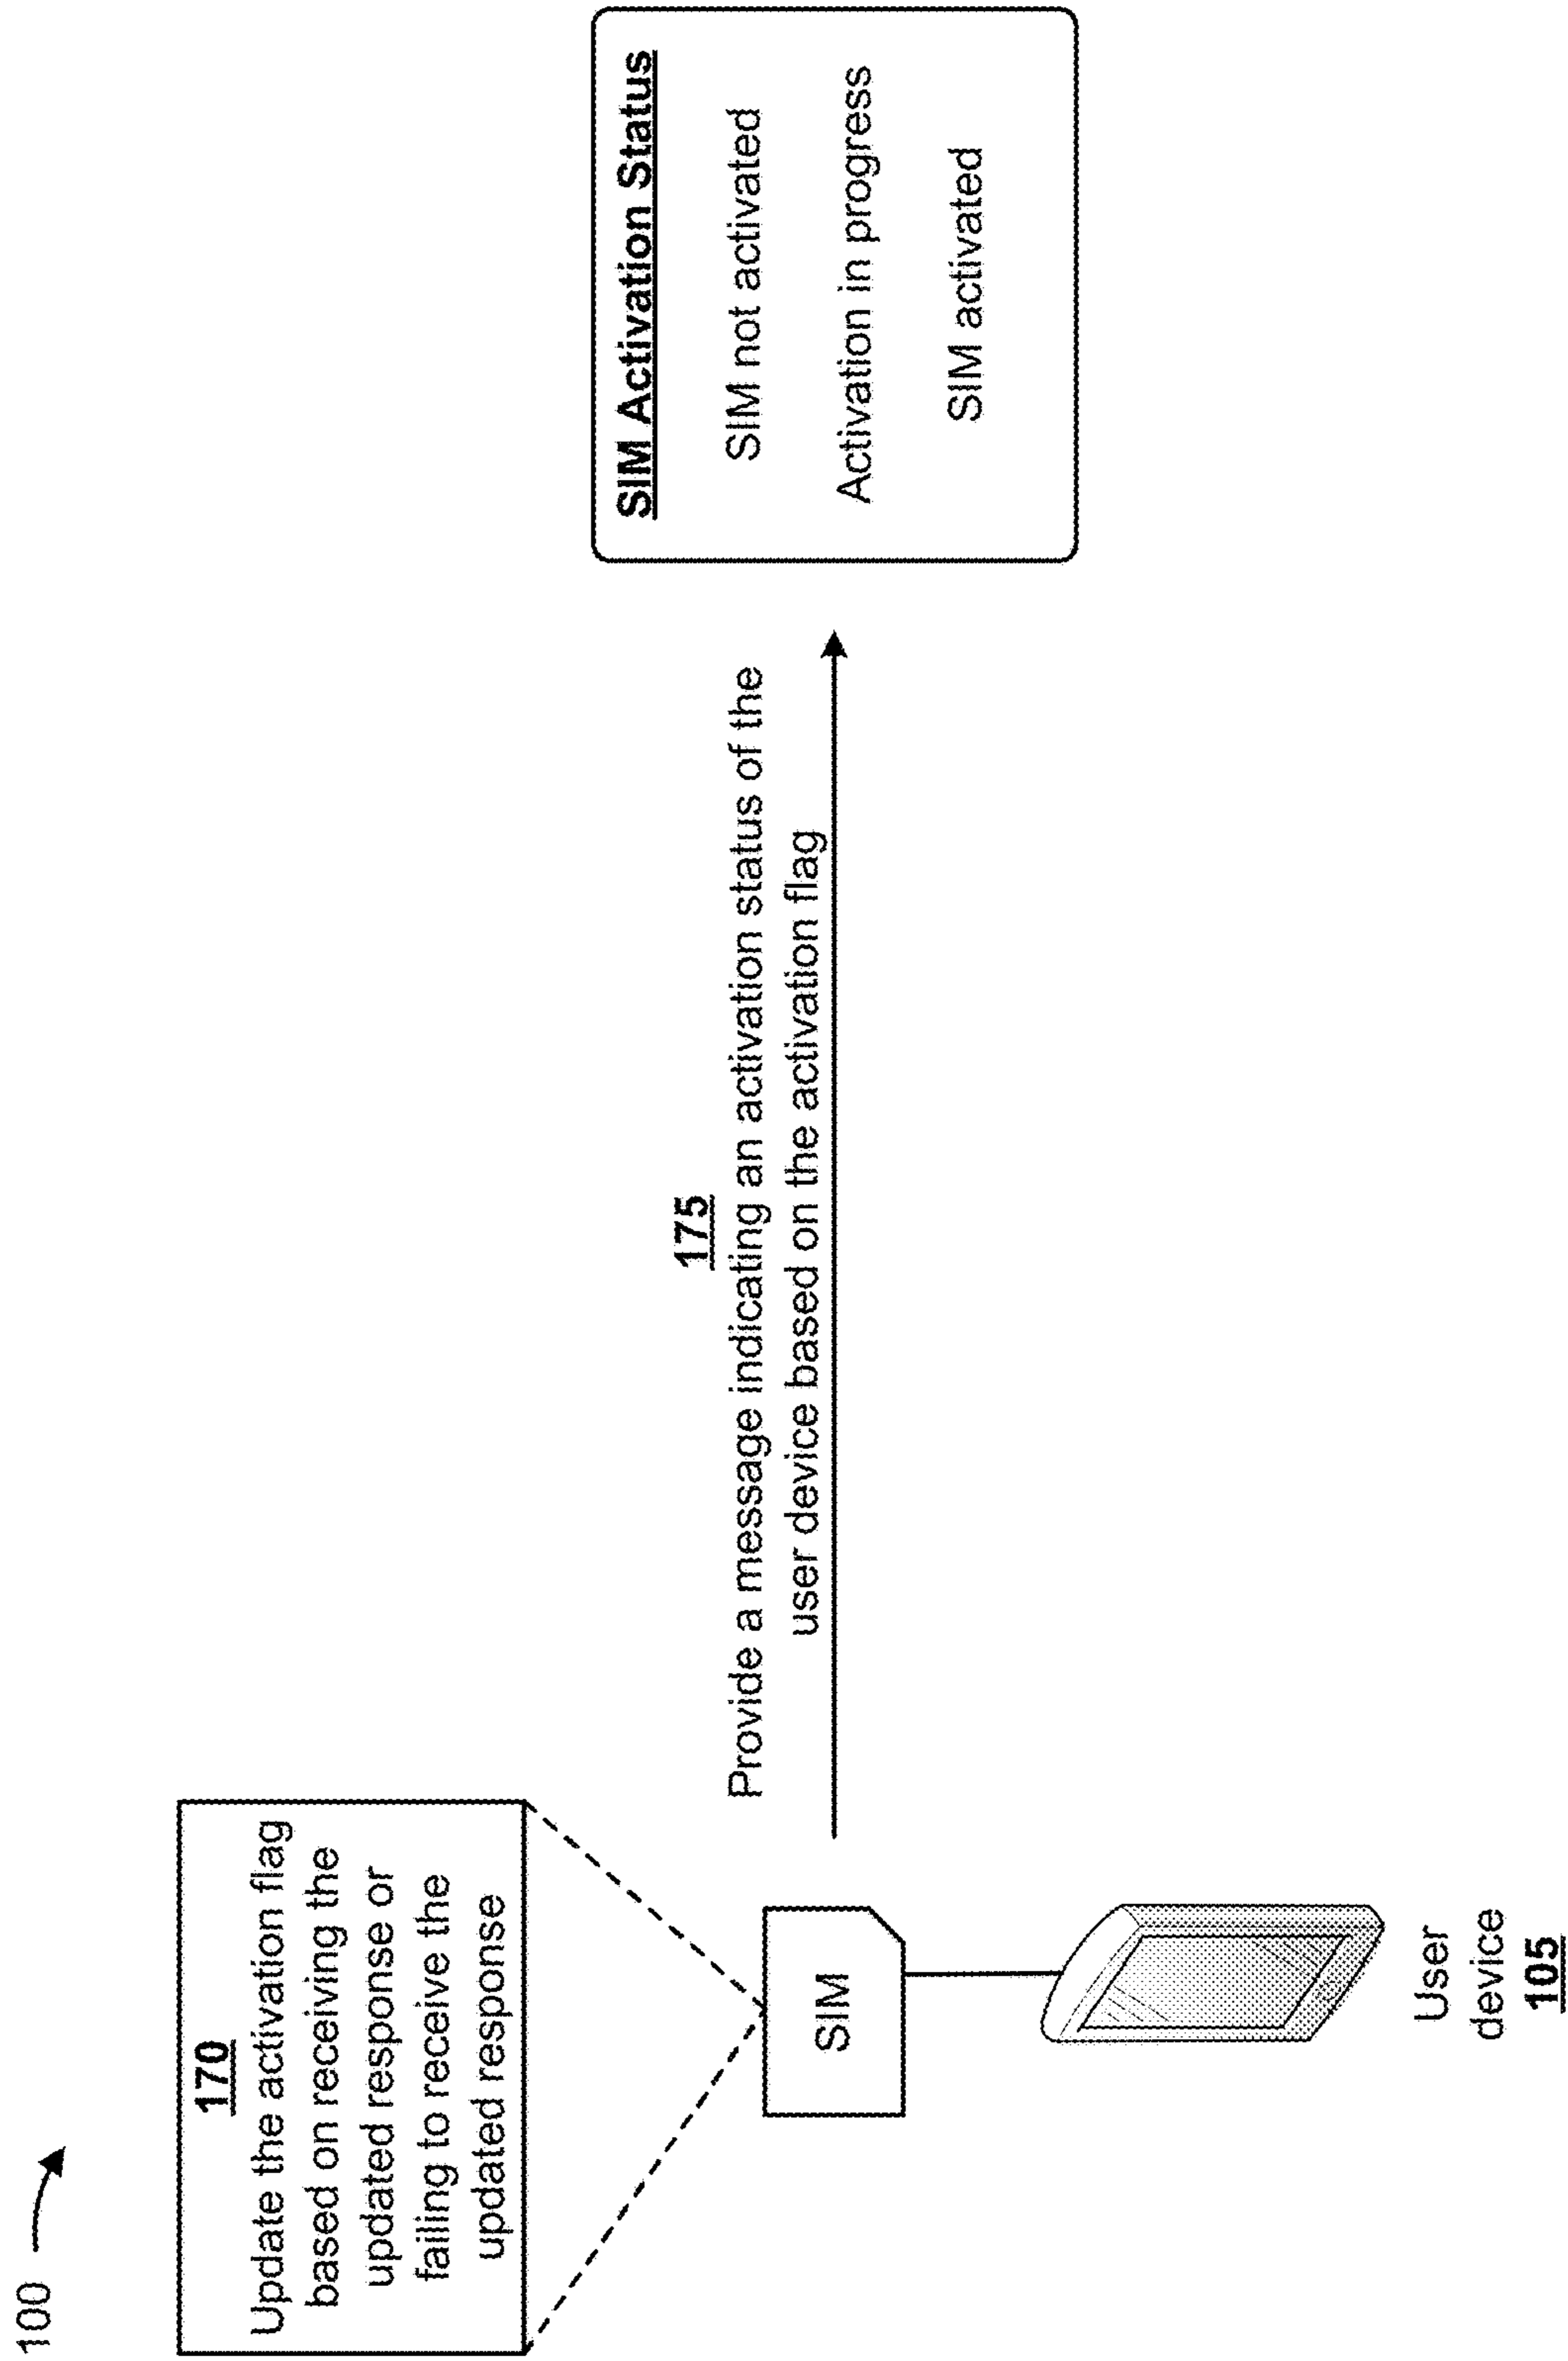 100
170
Update the activation flag
based on receiving the
updated response or
failing to receive the
updated response
SIM
User
device
105
175
Provide a message indicating an activation status of the
user device based on the activation flag
SIM Activation Status
SIM not activated
Activation in progress
SIM activated